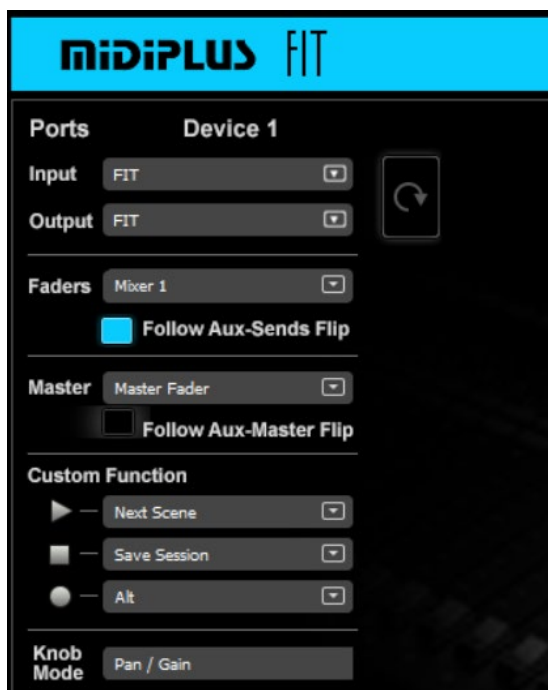 miDiPLUS FIT
Ports Device 1
Input FIT
Output FIT
Faders Mixer 1
Follow Aux-Sends Flip
Master Master Fader
Follow Aux-Master Flip
Custom Function
Next Scene
Save Session
Alt
Knob
Mode Pan / Gain